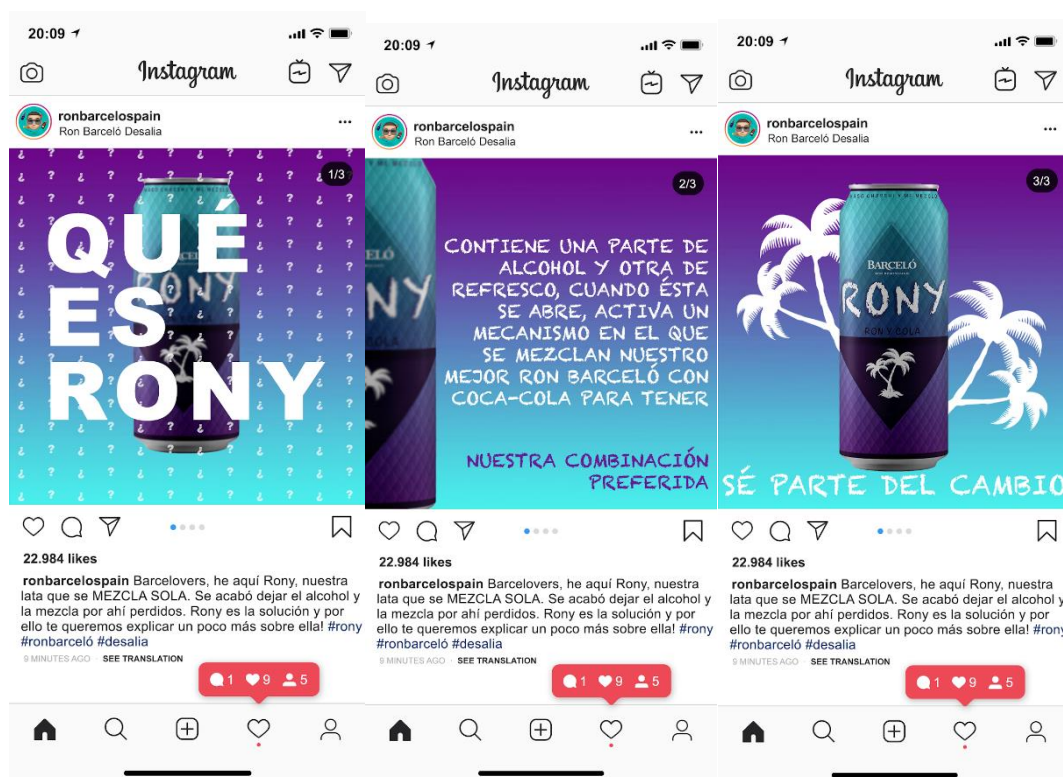 20:09
Instagram
ronbarcelospain
Ron Barceló Desalia
1/3
QUÉ
ES
RONY
22.984 likes
ronbarcelospain Barcelovers, he aquí Rony, nuestra
lata que se MEZCLA SOLA. Se acabó dejar el alcohol y
la mezcla por ahí perdidos. Rony es la solución y por
ello te queremos explicar un poco más sobre ella! #rony
#ronbarceló #desalia
9 MINUTES AGO · SEE TRANSLATION
1 9 5
20:09
Instagram
ronbarcelospain
Ron Barceló Desalia
2/3
CONTIENE UNA PARTE DE
ALCOHOL Y OTRA DE
REFRESCO, CUANDO ÉSTA
SE ABRE, ACTIVA UN
MECANISMO EN EL QUE
SE MEZCLAN NUESTRO
MEJOR RON BARCELÓ CON
COCA-COLA PARA TENER
NUESTRA COMBINACIÓN
PREFERIDA
22.984 likes
ronbarcelospain Barcelovers, he aquí Rony, nuestra
lata que se MEZCLA SOLA. Se acabó dejar el alcohol y
la mezcla por ahí perdidos. Rony es la solución y por
ello te queremos explicar un poco más sobre ella! #rony
#ronbarceló #desalia
9 MINUTES AGO · SEE TRANSLATION
1 9 5
20:09
Instagram
ronbarcelospain
Ron Barceló Desalia
3/3
BARCELÓ
RONY
RON Y COLA
SÉ PARTE DEL CAMBIO
22.984 likes
ronbarcelospain Barcelovers, he aquí Rony, nuestra
lata que se MEZCLA SOLA. Se acabó dejar el alcohol y
la mezcla por ahí perdidos. Rony es la solución y por
ello te queremos explicar un poco más sobre ella! #rony
#ronbarceló #desalia
9 MINUTES AGO · SEE TRANSLATION
1 9 5